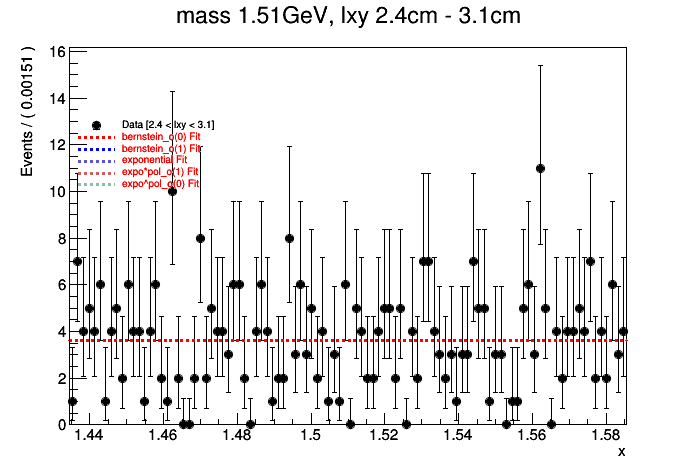 mass 1.51GeV, lxy 2.4cm - 3.1cm
Events / ( 0.00151 )
16
14
12
10
8
6
4
2
0
Data [2.4 < lxy < 3.1]
bernstein_o(0) Fit
bernstein_o(1) Fit
exponential Fit
expo*pol_o(1) Fit
expo^pol_o(0) Fit
1.44 1.46 1.48 1.5 1.52 1.54 1.56 1.58
x